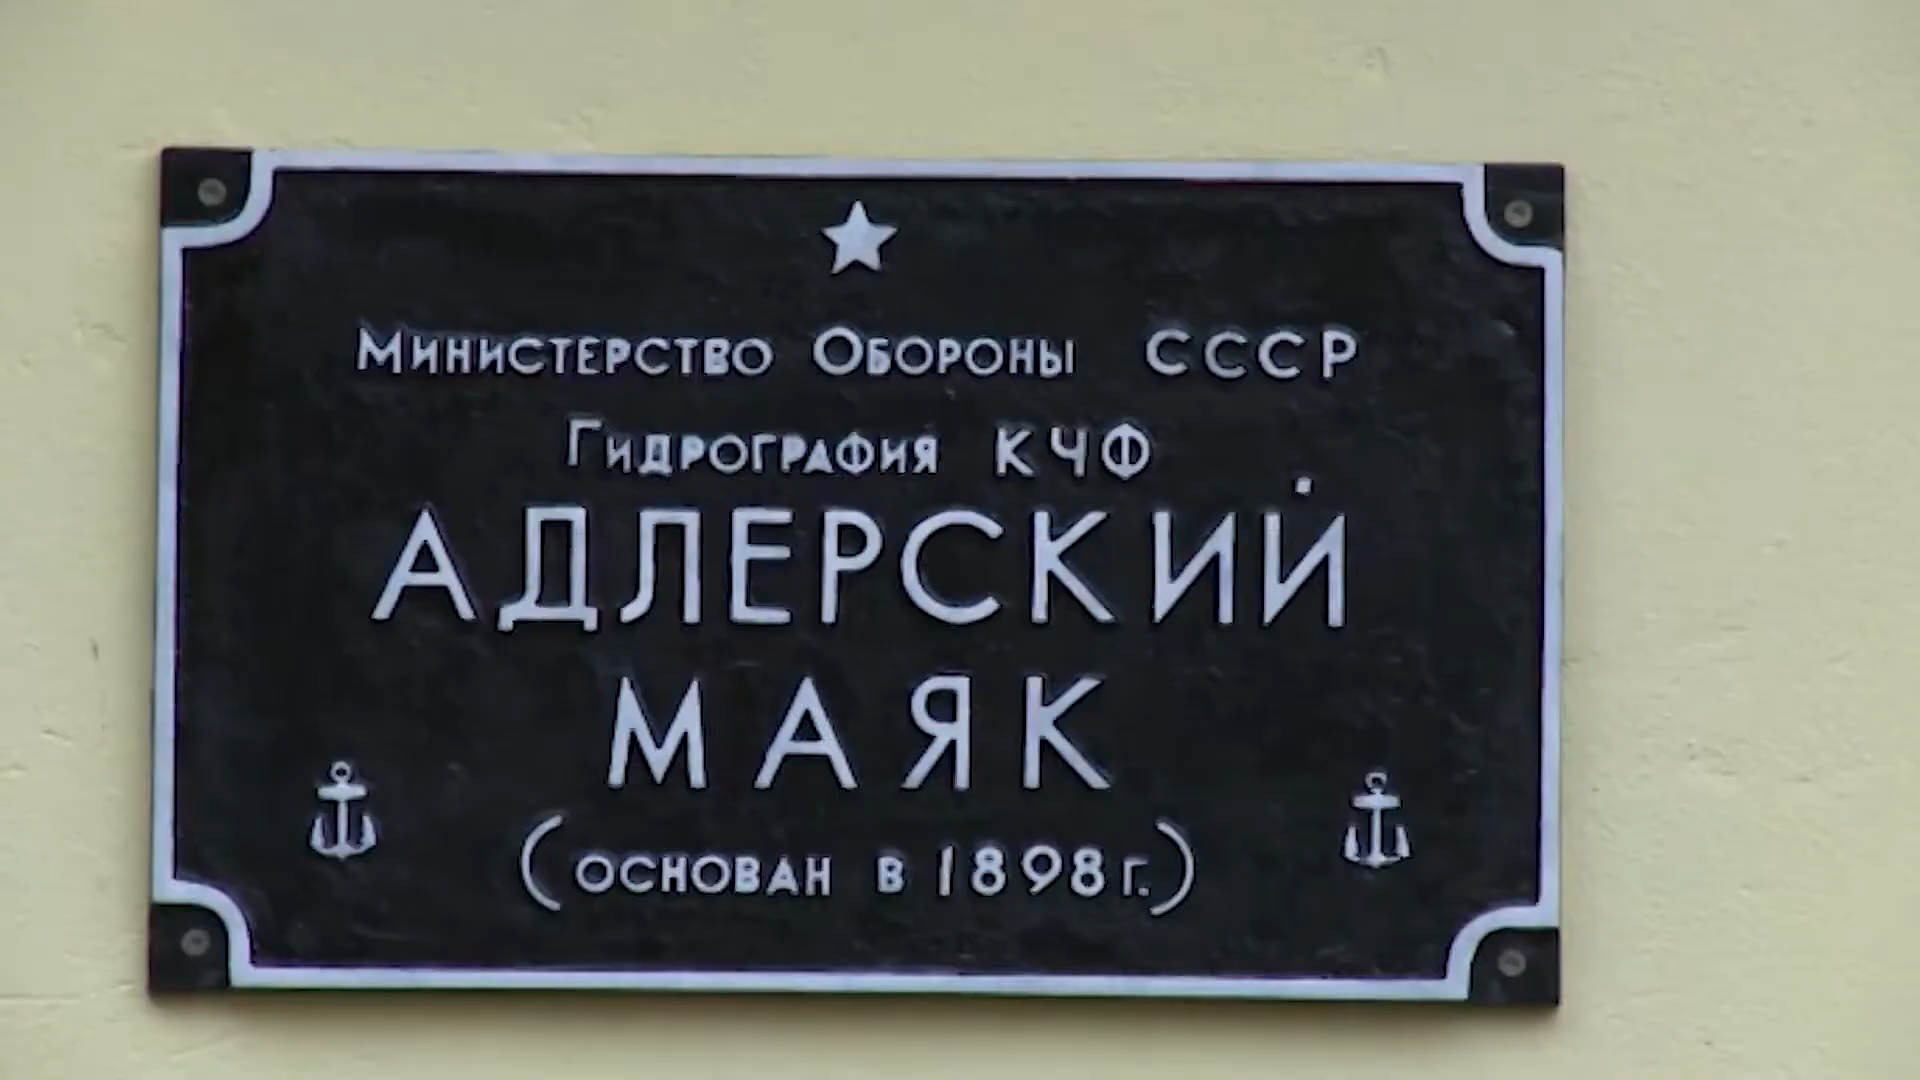 Министерство Обороны СССР
Гидрография КЧФ
АДЛЕРСКИЙ
МАЯК
(основан в 1898 г.)